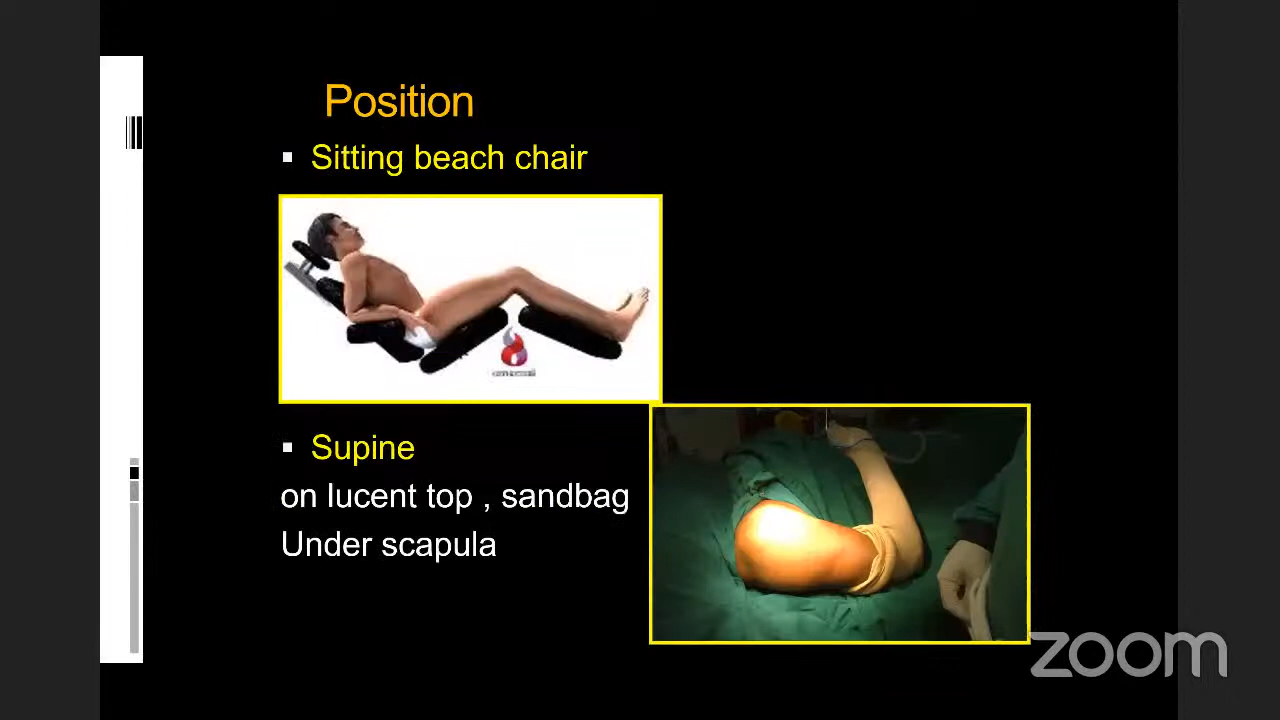 Position
Sitting beach chair
Supine
on lucent top , sandbag
Under scapula
zoom